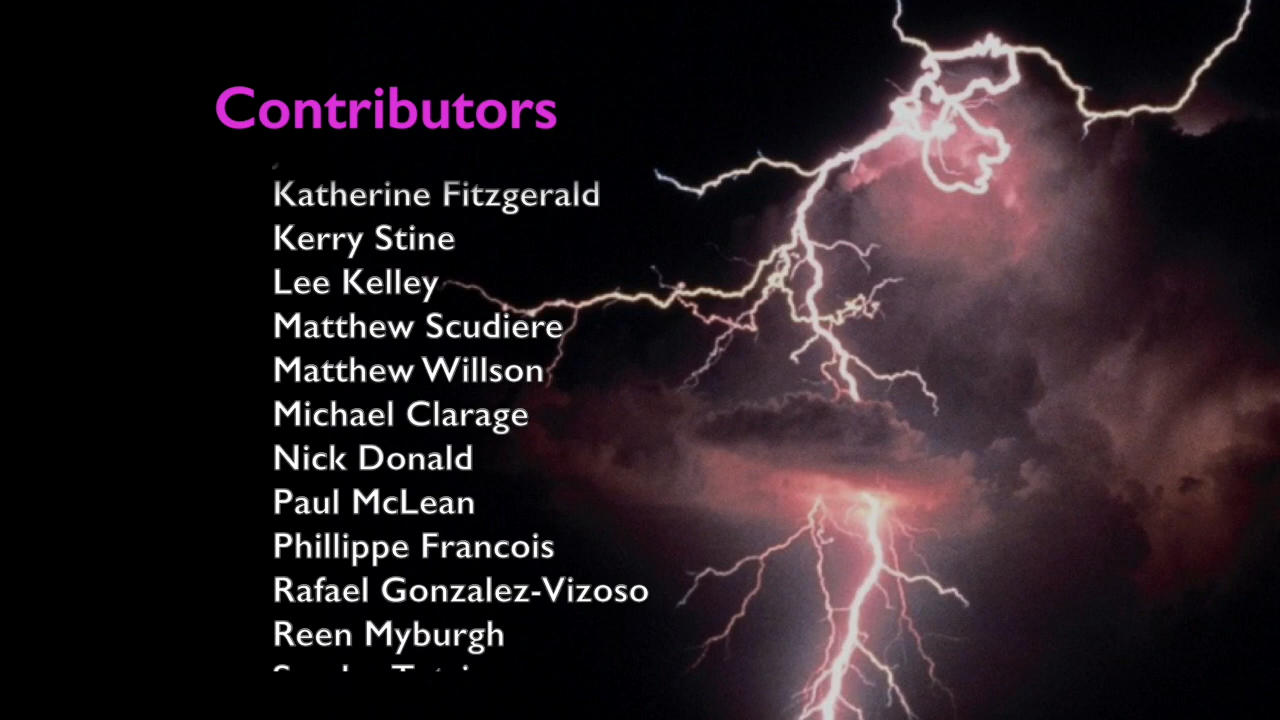 Contributors
Katherine Fitzgerald
Kerry Stine
Lee Kelley
Matthew Scudiere
Matthew Willson
Michael Clarage
Nick Donald
Paul McLean
Phillippe Francois
Rafael Gonzalez-Vizoso
Reen Myburgh